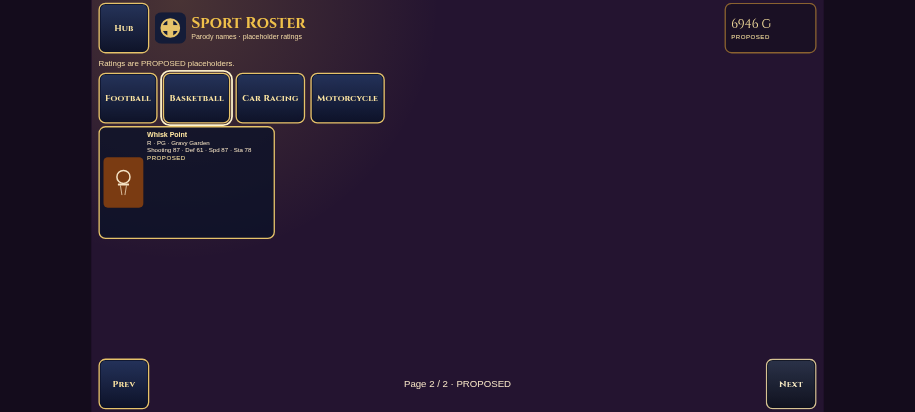 Hub
Sport Roster
Parody names · placeholder ratings
6946 G
PROPOSED
Ratings are PROPOSED placeholders.
Football
Basketball
Car Racing
Motorcycle
Whisk Point
R · PG · Gravy Garden
Shooting 87 · Def 61 · Spd 87 · Sta 78
PROPOSED
Prev
Page 2 / 2 · PROPOSED
Next